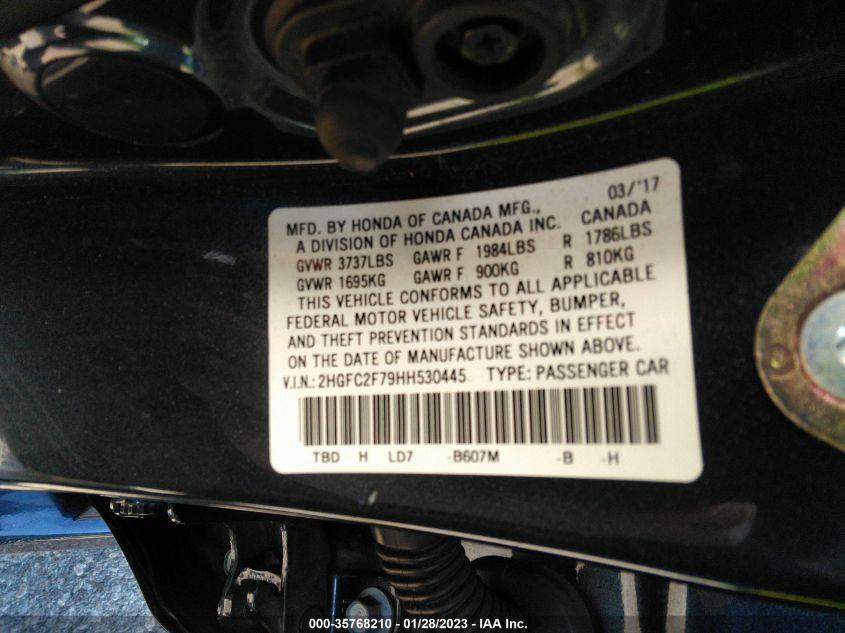 03/'17
MFD. BY HONDA OF CANADA MFG., CANADA
A DIVISION OF HONDA CANADA INC.
GVWR 3737LBS GAWR F 1984LBS R 1786LBS
GVWR 1695KG GAWR F 900KG R 810KG
THIS VEHICLE CONFORMS TO ALL APPLICABLE
FEDERAL MOTOR VEHICLE SAFETY, BUMPER,
AND THEFT PREVENTION STANDARDS IN EFFECT
ON THE DATE OF MANUFACTURE SHOWN ABOVE.
V.I.N.: 2HGFC2F79HH530445 TYPE: PASSENGER CAR
TBD H LD7 -B607M -B -H
000-35768210 - 01/28/2023 - IAA Inc.